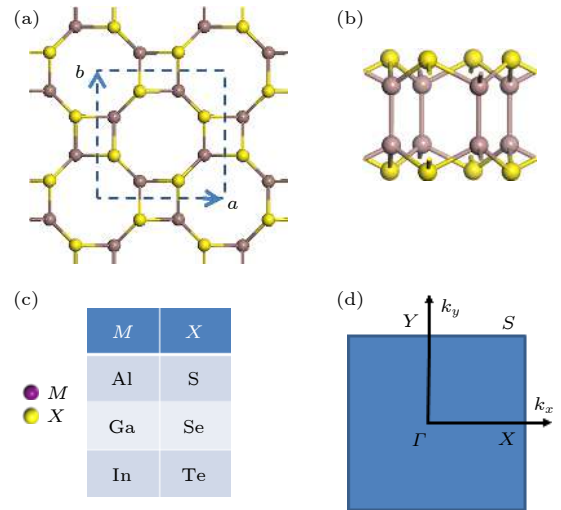 (a)
(b)
b
a
(c)
(d)
M X
Al S
Ga Se
In Te
M
X
Y
k_y
S
k_x
Γ
X